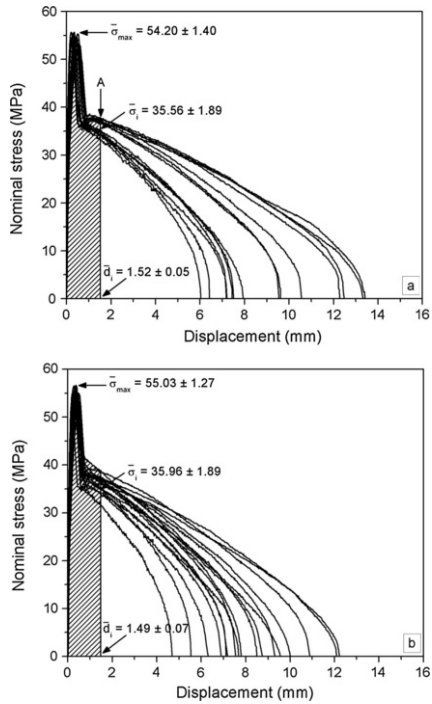 60
50
40
30
20
10
0
Nominal stress (MPa)
σ̄max = 54.20 ± 1.40
A
σ̄i = 35.56 ± 1.89
d̄i = 1.52 ± 0.05
a
0 2 4 6 8 10 12 14 16
Displacement (mm)
60
50
40
30
20
10
0
Nominal stress (MPa)
σ̄max = 55.03 ± 1.27
σ̄i = 35.96 ± 1.89
d̄i = 1.49 ± 0.07
b
0 2 4 6 8 10 12 14 16
Displacement (mm)